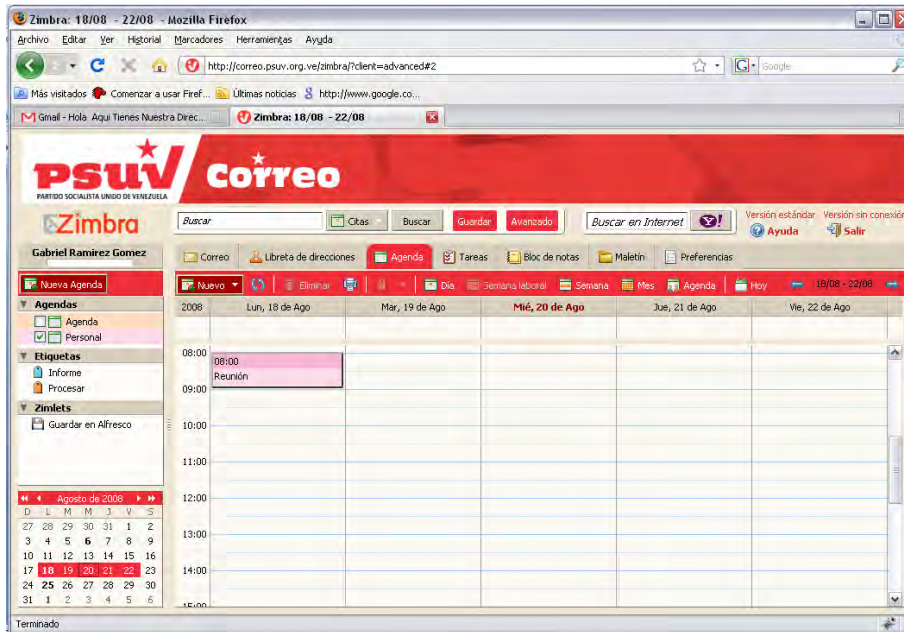 Zimbra: 18/08 - 22/08 - Mozilla Firefox
Archivo Editar Ver Historial Marcadores Herramientas Ayuda
http://correo.psuv.org.ve/zimbra/?client=advanced#2
G Google
Más visitados Comenzar a usar Firef... Últimas noticias http://www.google.co...
Gmail - Hola Aqui Tienes Nuestra Direc... Zimbra: 18/08 - 22/08
PSUV Correo
PARTIDO SOCIALISTA UNIDO DE VENEZUELA
Zimbra
Buscar Citas Buscar Guardar Avanzado Buscar en Internet Y!
Versión estándar Versión sin conexión
Ayuda Salir
Gabriel Ramirez Gomez
Correo Libreta de direcciones Agenda Tareas Bloc de notas Maletín Preferencias
Nueva Agenda
Nuevo Eliminar Día Semana laboral Semana Mes Agenda Hoy 18/08 - 22/08
Agendas
Agenda
Personal
Etiquetas
Informe
Procesar
Zimlets
Guardar en Alfresco
2008 Lun, 18 de Ago Mar, 19 de Ago Mié, 20 de Ago Jue, 21 de Ago Vie, 22 de Ago
08:00
08:00
Reunión
09:00
10:00
11:00
12:00
13:00
14:00
15:00
Agosto de 2008
D L M M J V S
27 28 29 30 31 1 2
3 4 5 6 7 8 9
10 11 12 13 14 15 16
17 18 19 20 21 22 23
24 25 26 27 28 29 30
31 1 2 3 4 5 6
Terminado